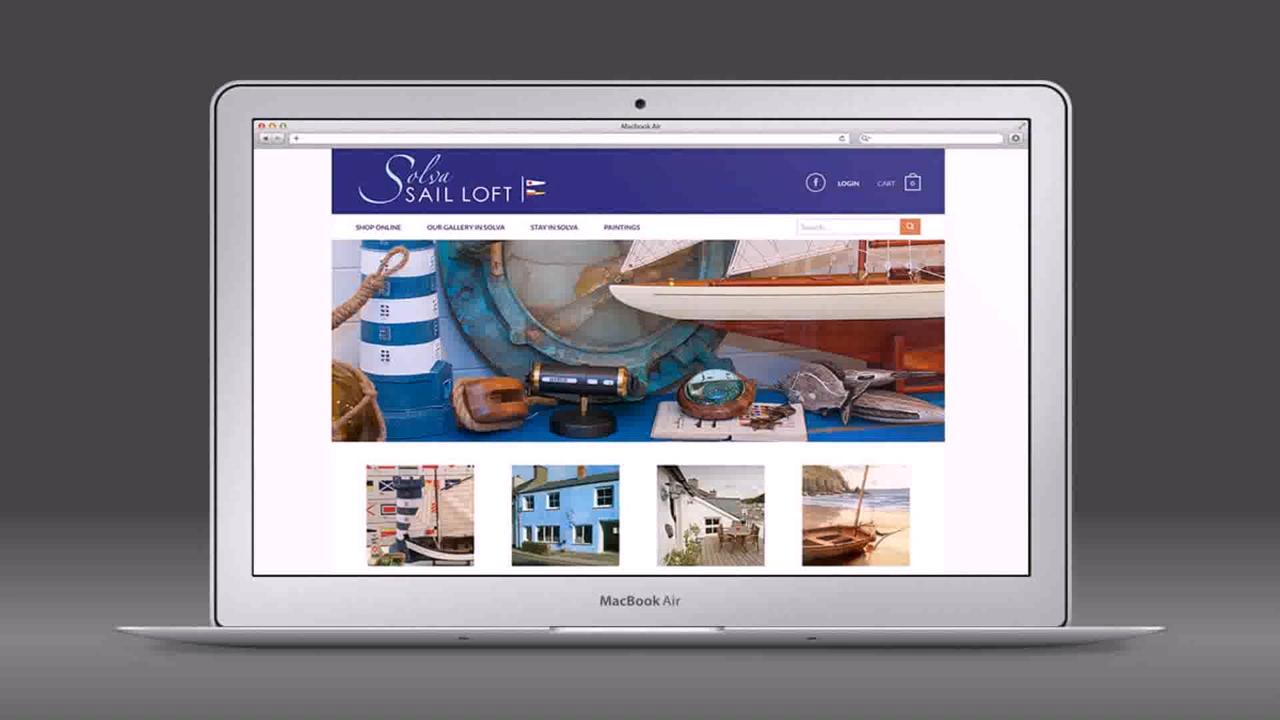 Macbook Air
Solva
SAIL LOFT
f
LOGIN
CART
0
SHOP ONLINE
OUR GALLERY IN SOLVA
STAY IN SOLVA
PAINTINGS
Search...
MacBook Air